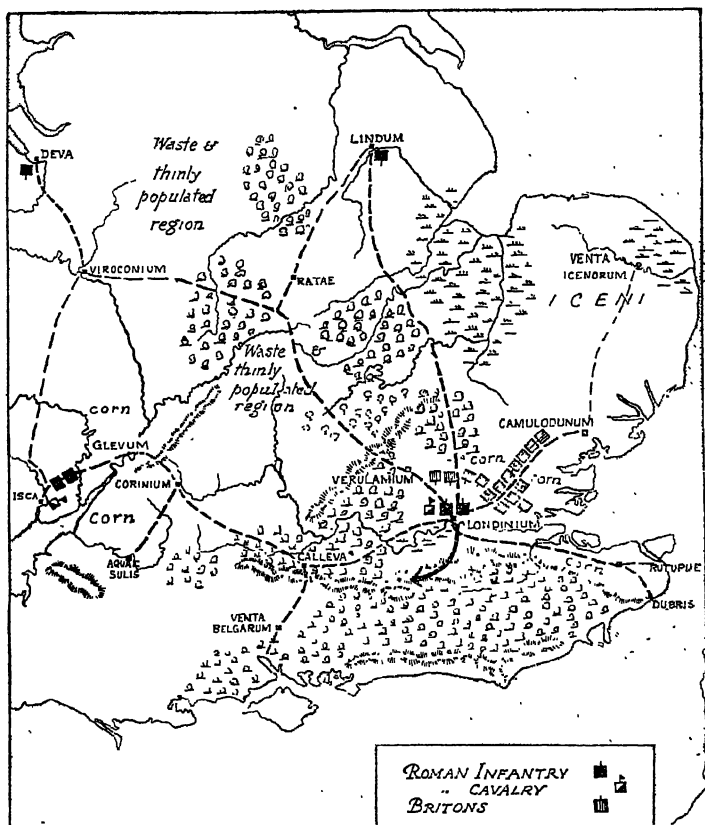 Waste &
thinly
populated
region
LINDUM
DEVA
VIROCONIUM
RATAE
VENTA
ICENORUM
ICENI
Waste &
thinly
populated
region
corn
GLEVUM
CAMULODUNUM
corn
corn
VERULAMIUM
ISCA
CORINIUM
corn
LONDINIUM
CALLEVA
AQUAE
SULIS
corn
RUTUPIÆ
DUBRIS
VENTA
BELGARUM
ROMAN INFANTRY
" CAVALRY
BRITONS